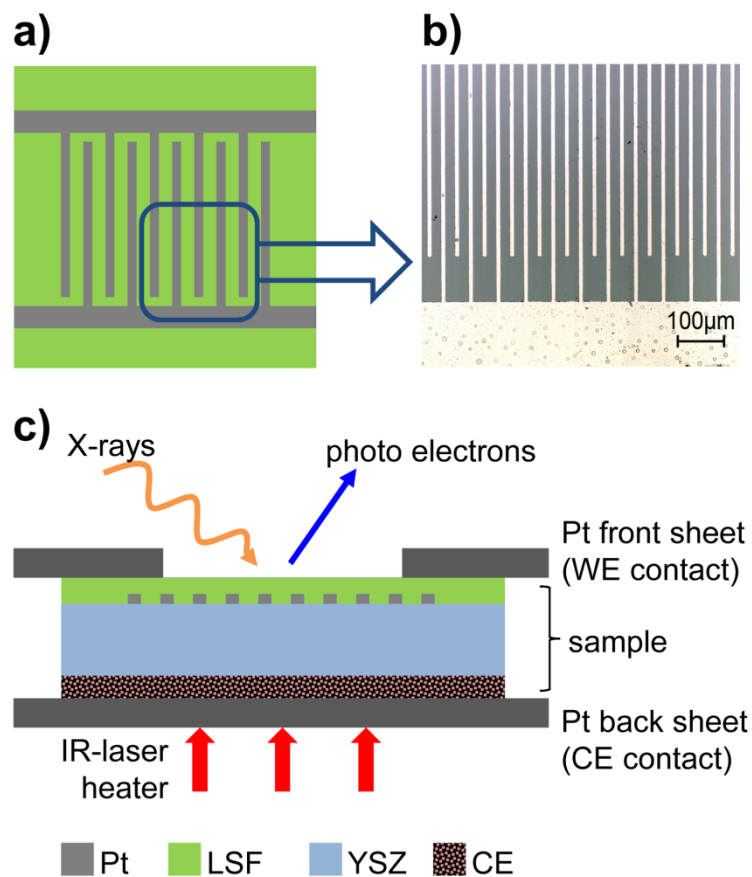 a)
b)
100µm
c)
X-rays
photo electrons
Pt front sheet
(WE contact)
sample
Pt back sheet
(CE contact)
IR-laser
heater
Pt
LSF
YSZ
CE